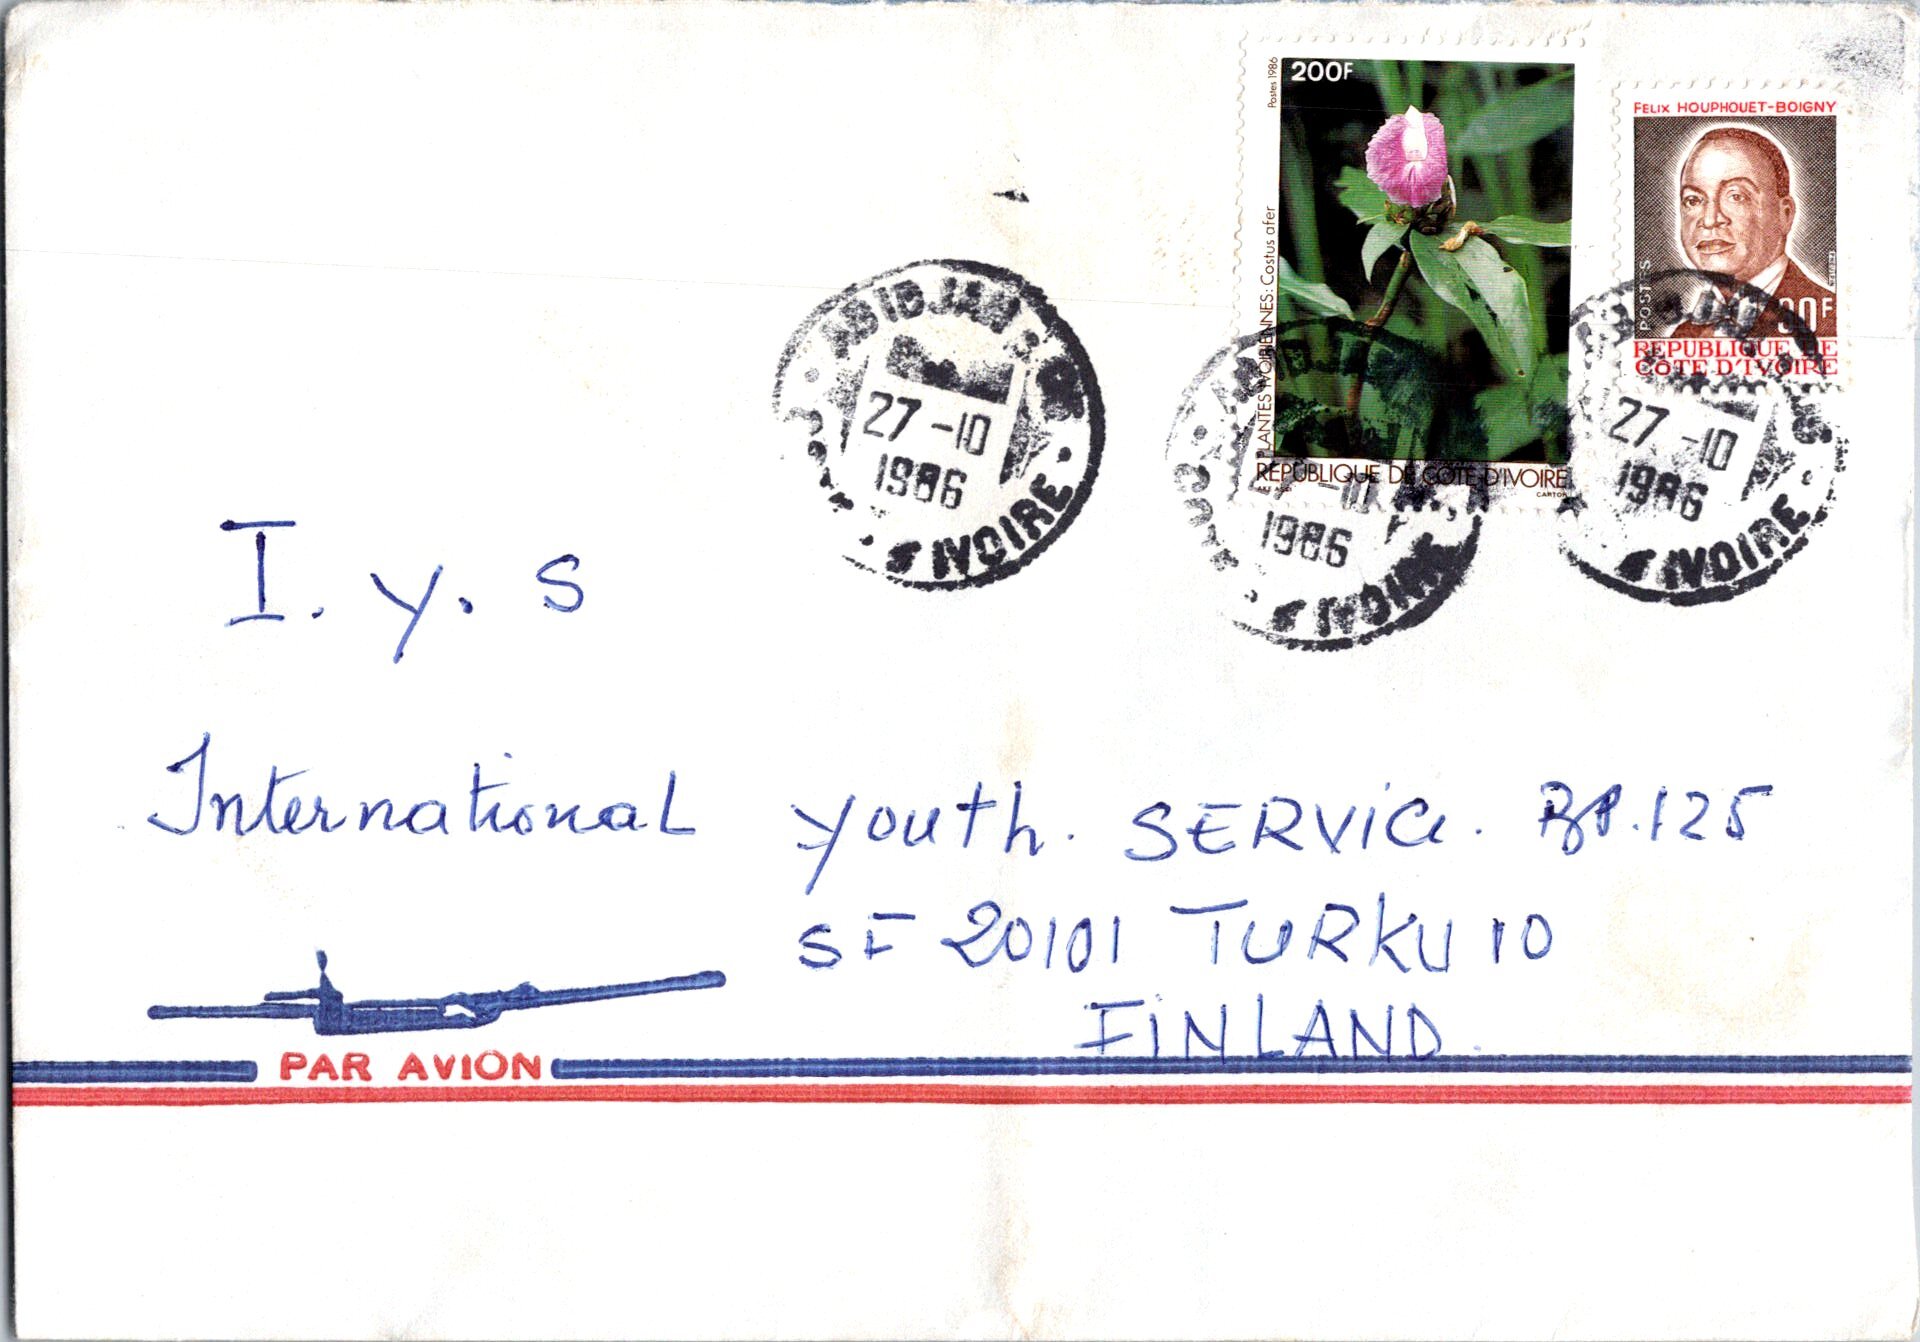 200F
Postes 1986
PLANTES IVOIRIENNES: Costus afer
REPUBLIQUE DE COTE D'IVOIRE
CARTOR
FELIX HOUPHOUET-BOIGNY
POSTES
REPUBLIQUE DE
COTE D'IVOIRE
ABIDJAN
27-10
1986
IVOIRE
1986
IVOIRE
27-10
1986
IVOIRE
I. y. S
International youth. SERVICE. BP.125
SF 20101 TURKU 10
FINLAND.
PAR AVION